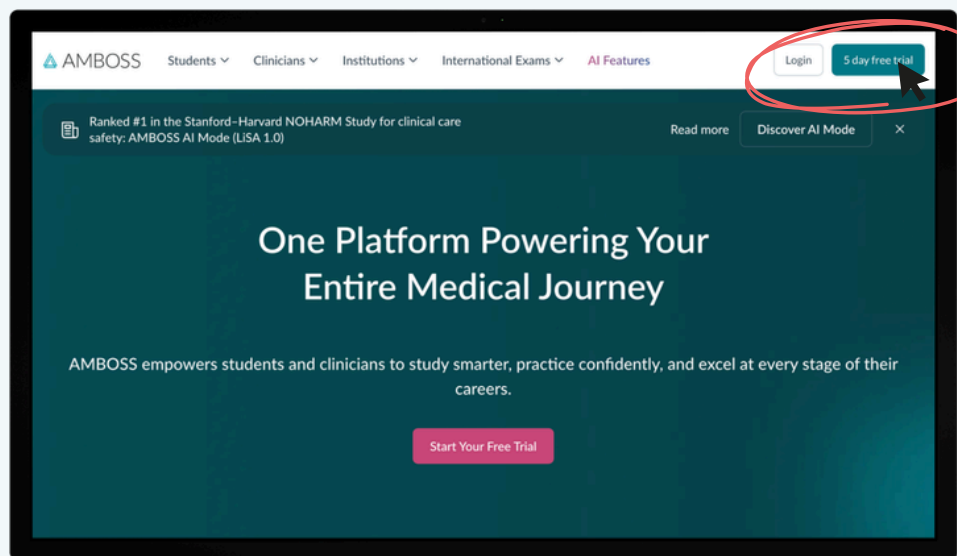 AMBOSS
Students
Clinicians
Institutions
International Exams
AI Features
Login
5 day free trial
Ranked #1 in the Stanford–Harvard NOHARM Study for clinical care
safety: AMBOSS AI Mode (LiSA 1.0)
Read more
Discover AI Mode
One Platform Powering Your
Entire Medical Journey
AMBOSS empowers students and clinicians to study smarter, practice confidently, and excel at every stage of their
careers.
Start Your Free Trial